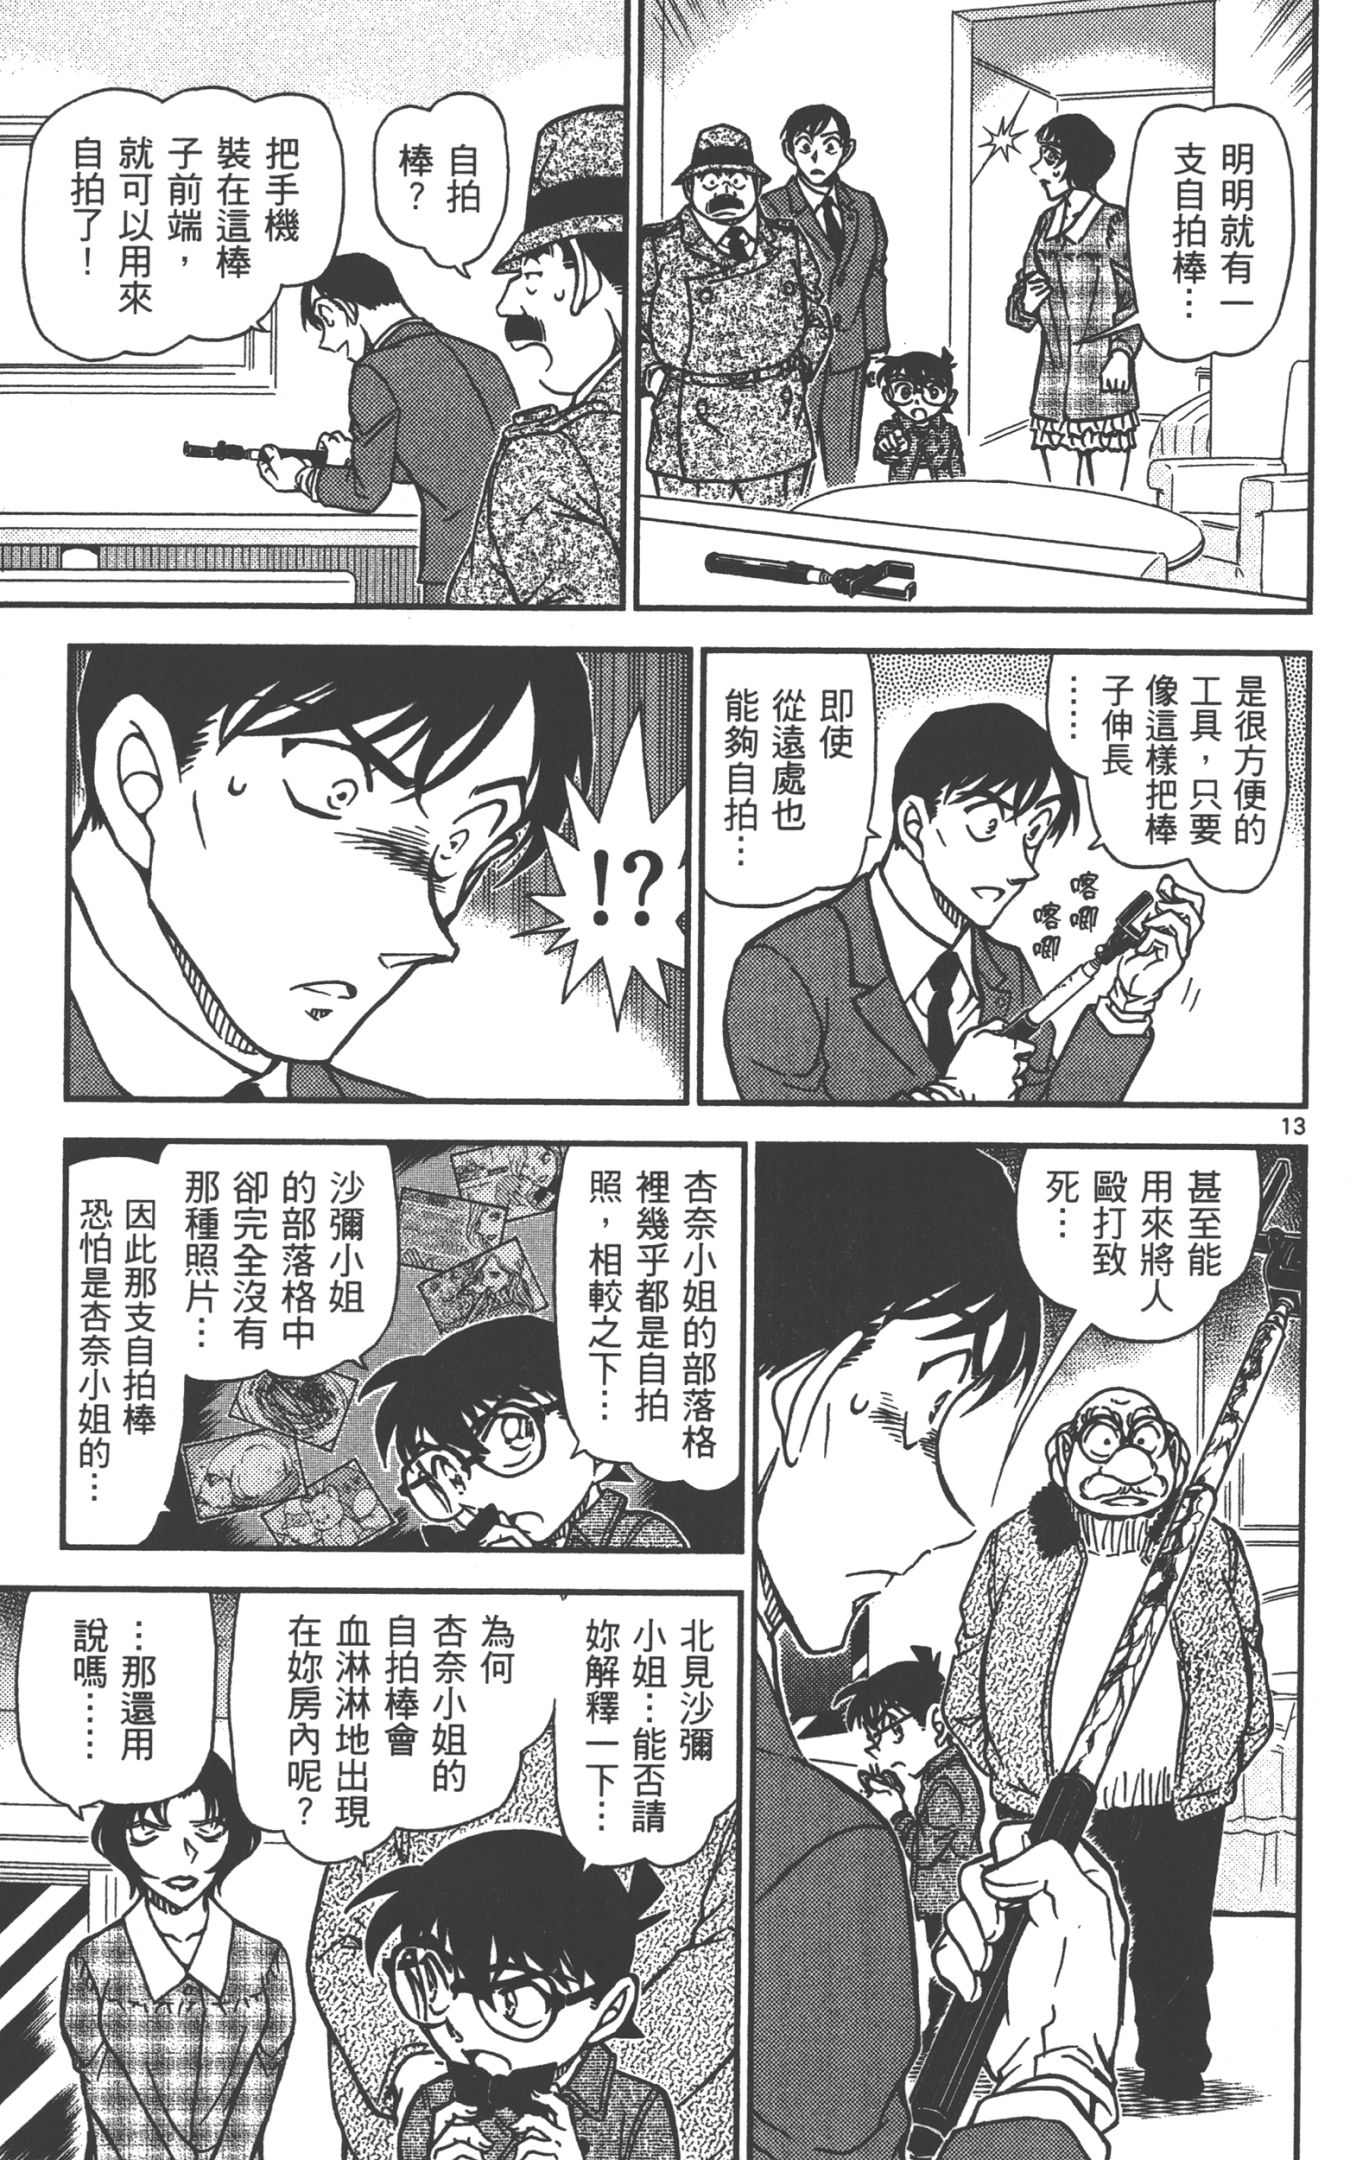 明明就有一
支自拍棒…
自拍
棒？
把手機
裝在這棒
子前端，
就可以用來
自拍了！
是很方便的
工具，只要
像這樣把棒
子伸長
……
喀唧
喀唧
即使
從遠處也
能夠自拍…
!?
13
甚至能
用來將人
毆打致
死…
杏奈小姐的部落格
裡幾乎都是自拍
照，相較之下…
沙彌小姐
的部落格中
卻完全沒有
那種照片…
因此那支自拍棒
恐怕是杏奈小姐的…
北見沙彌
小姐…能否請
妳解釋一下…
為何
杏奈小姐的
自拍棒會
血淋淋地出現
在妳房內呢？
…那還用
說嗎……